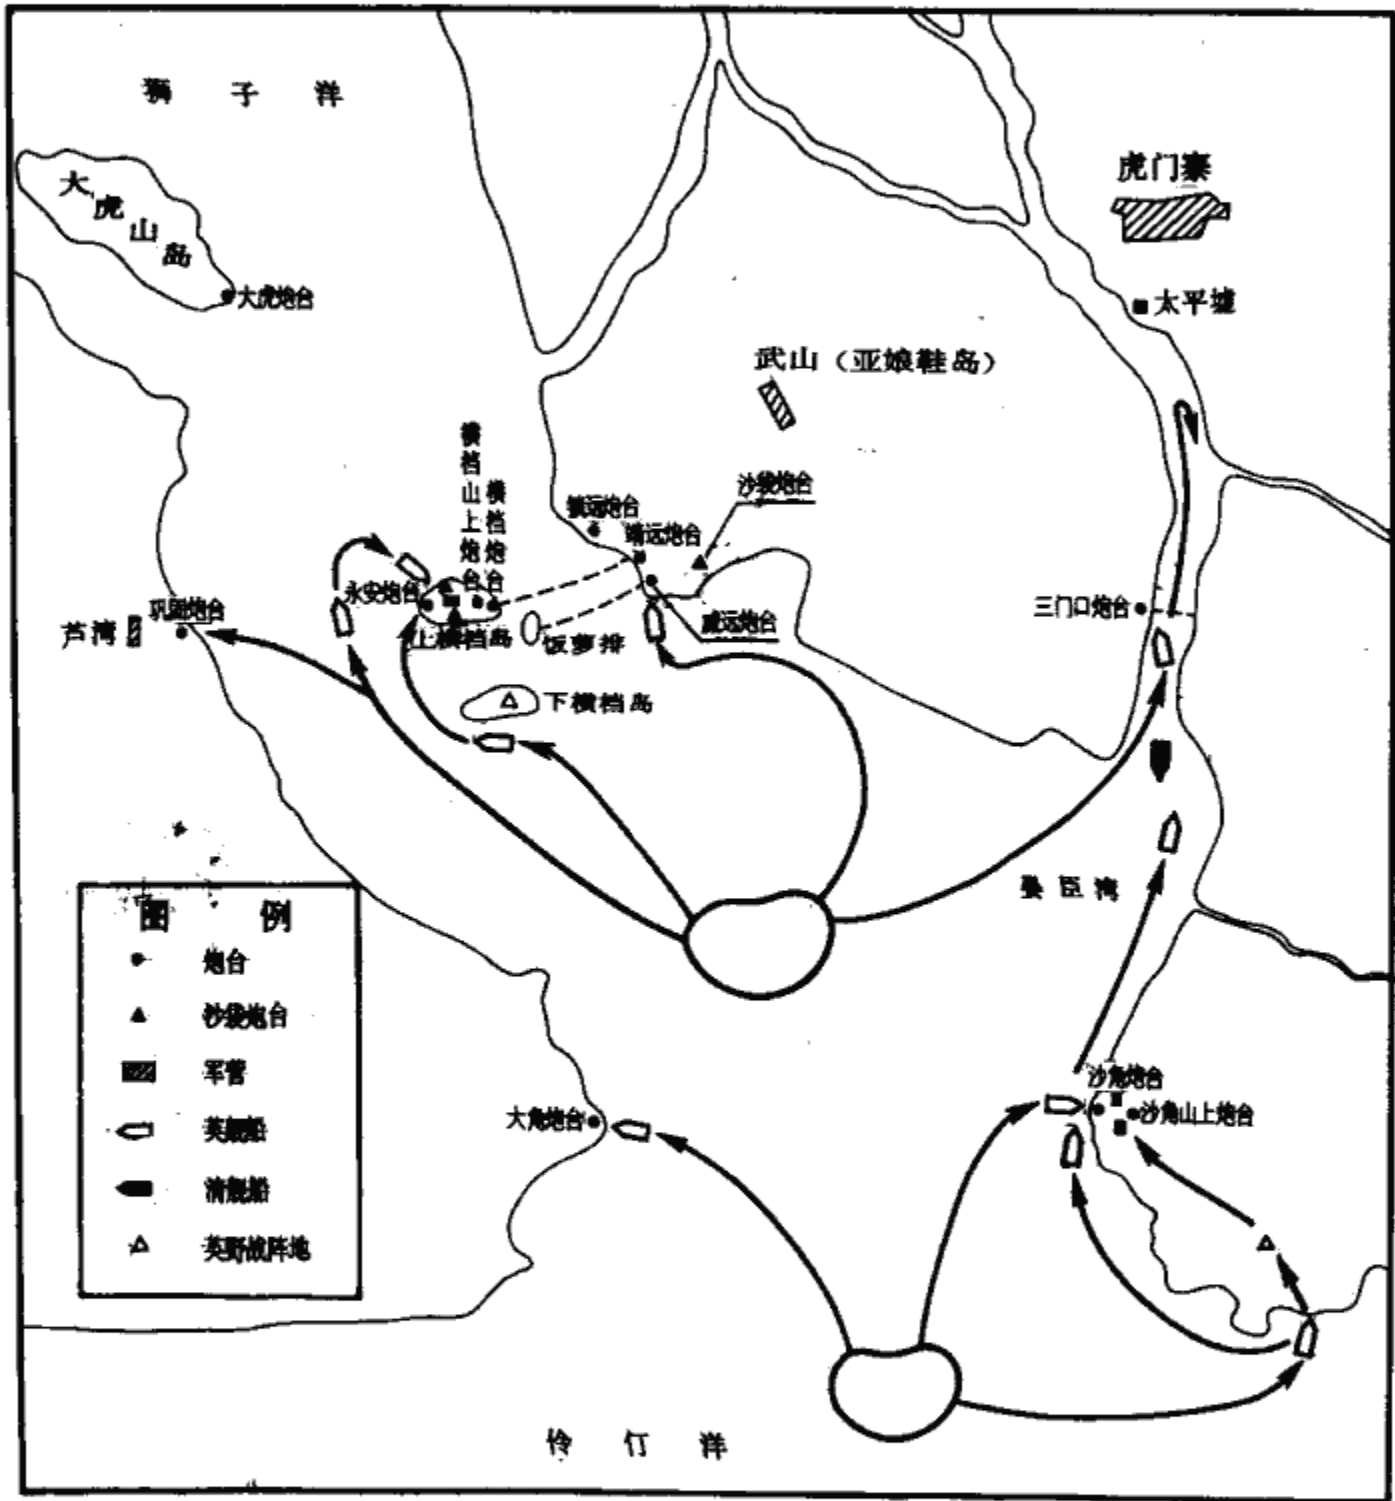 狮子洋
虎门寨
大虎山岛
大虎炮台
太平墟
武山（亚娘鞋岛）
横档山上炮台
横档炮台
沙袋炮台
镇远炮台
靖远炮台
永安炮台
三门口炮台
巩固炮台
芦湾
威远炮台
上横档岛
饭萝排
下横档岛
晏臣湾
图例
炮台
沙袋炮台
军营
英舰船
清舰船
英野战阵地
沙角炮台
沙角山上炮台
大角炮台
伶仃洋